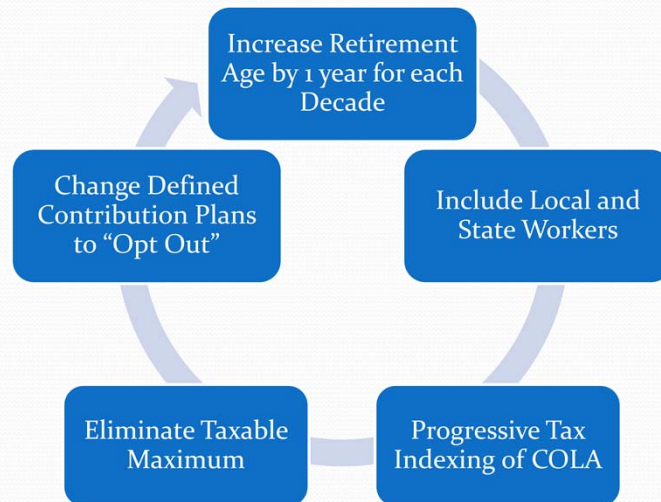 Increase Retirement
Age by 1 year for each
Decade
Include Local and
State Workers
Progressive Tax
Indexing of COLA
Eliminate Taxable
Maximum
Change Defined
Contribution Plans
to “Opt Out”